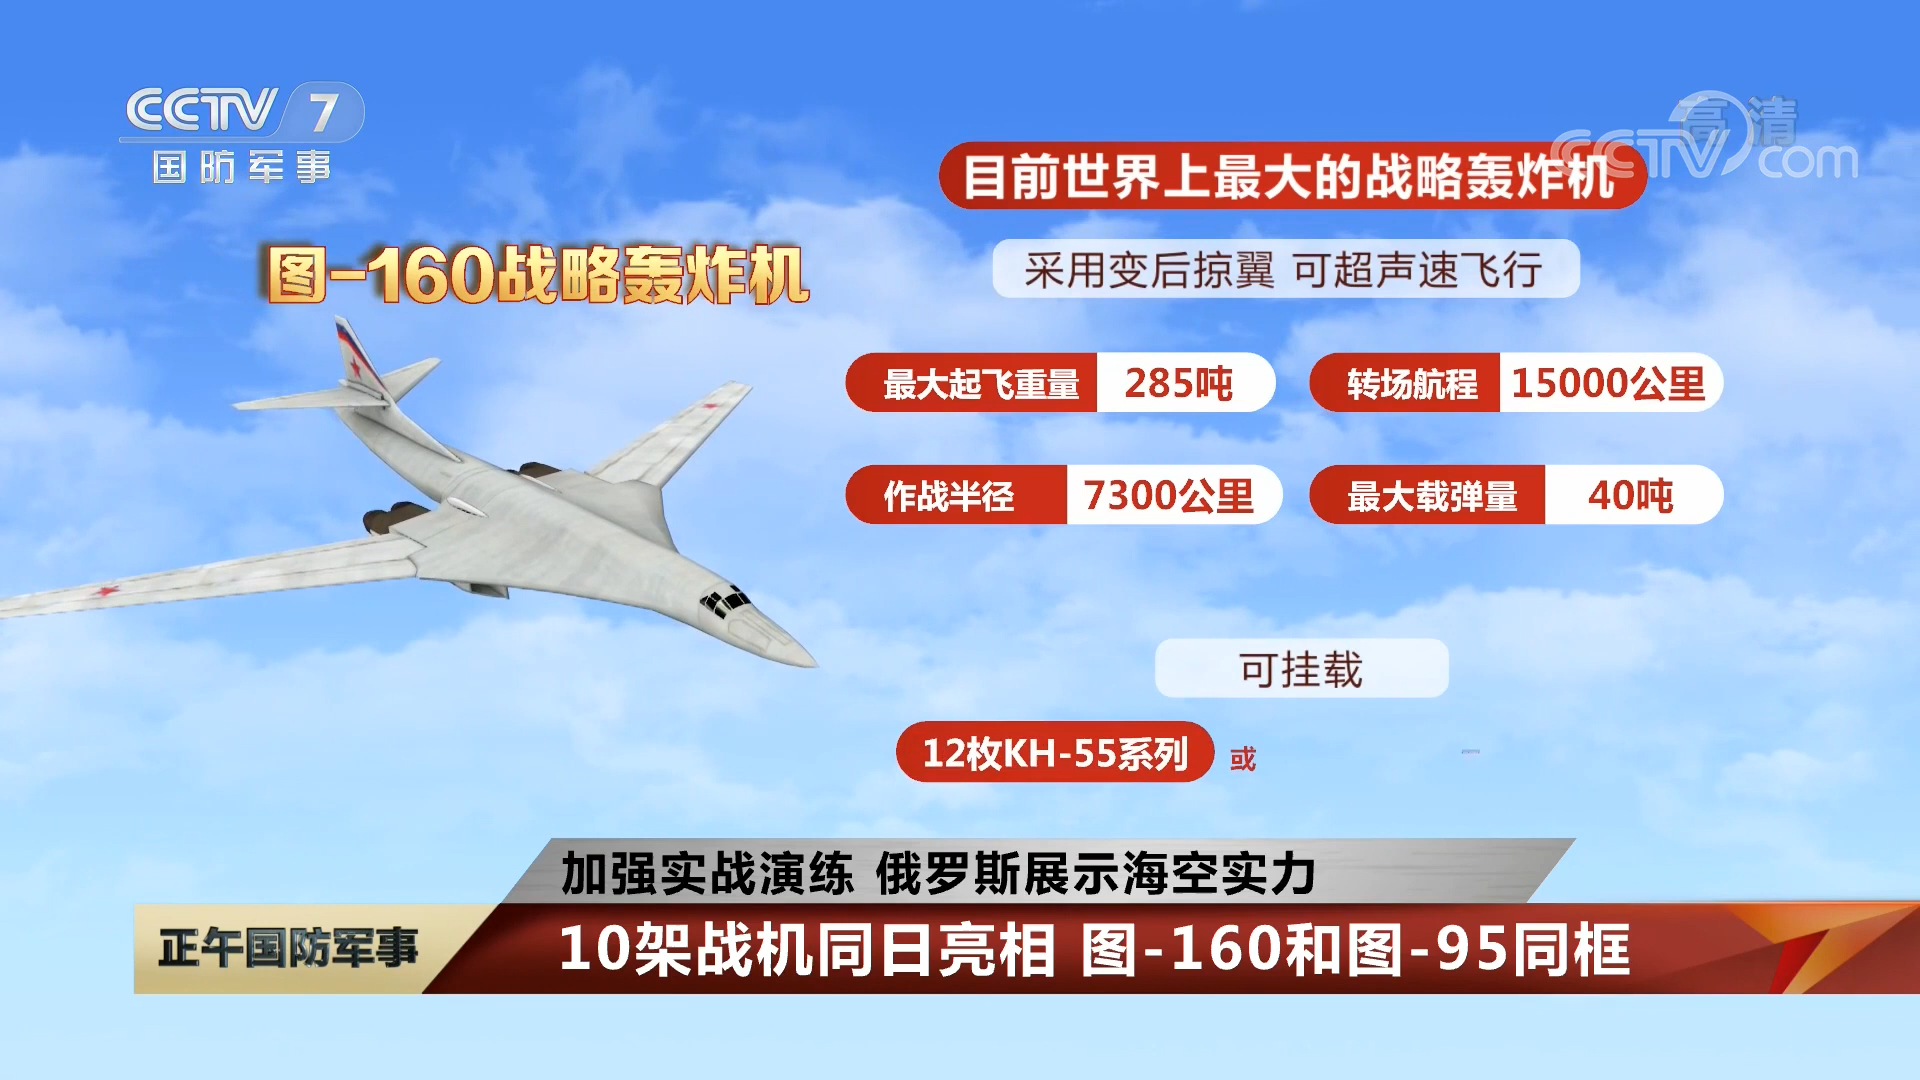 CCTV 7
国防军事
高清
CCTV com
目前世界上最大的战略轰炸机
采用变后掠翼 可超声速飞行
图-160战略轰炸机
最大起飞重量 285吨
转场航程 15000公里
作战半径 7300公里
最大载弹量 40吨
可挂载
12枚KH-55系列 或
加强实战演练 俄罗斯展示海空实力
正午国防军事
10架战机同日亮相 图-160和图-95同框